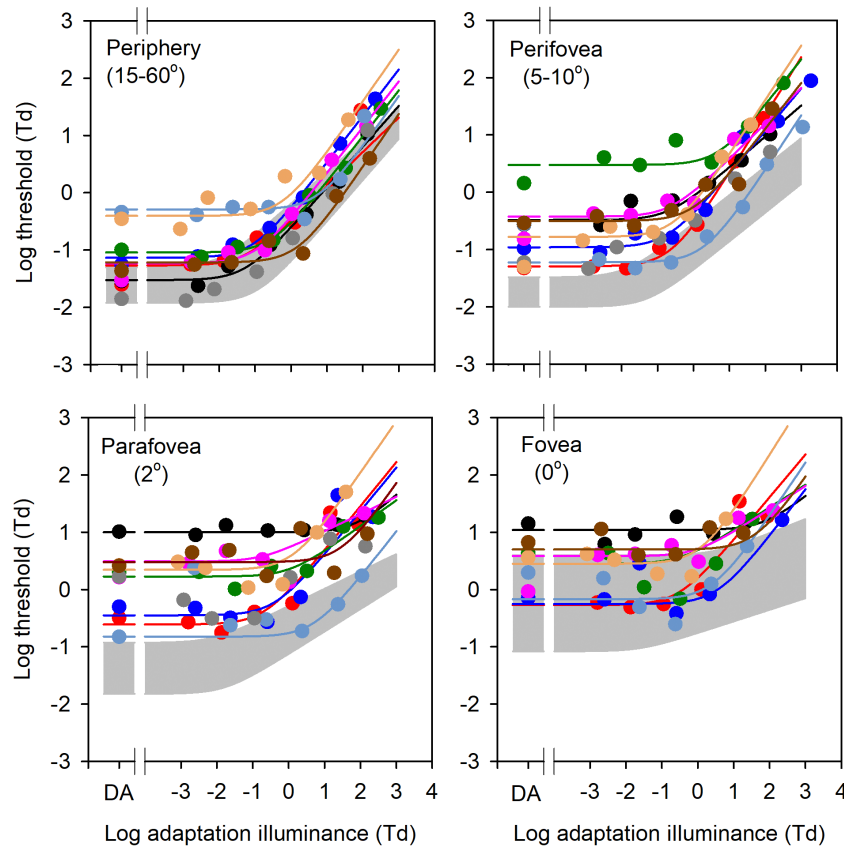 Periphery
(15-60°)
Perifovea
(5-10°)
3
2
1
0
-1
-2
-3
Log threshold (Td)
3
2
1
0
-1
-2
-3
Log threshold (Td)
Parafovea
(2°)
Fovea
(0°)
3
2
1
0
-1
-2
-3
Log threshold (Td)
3
2
1
0
-1
-2
-3
DA -3 -2 -1 0 1 2 3 4
DA -3 -2 -1 0 1 2 3 4
Log adaptation illuminance (Td)
Log adaptation illuminance (Td)